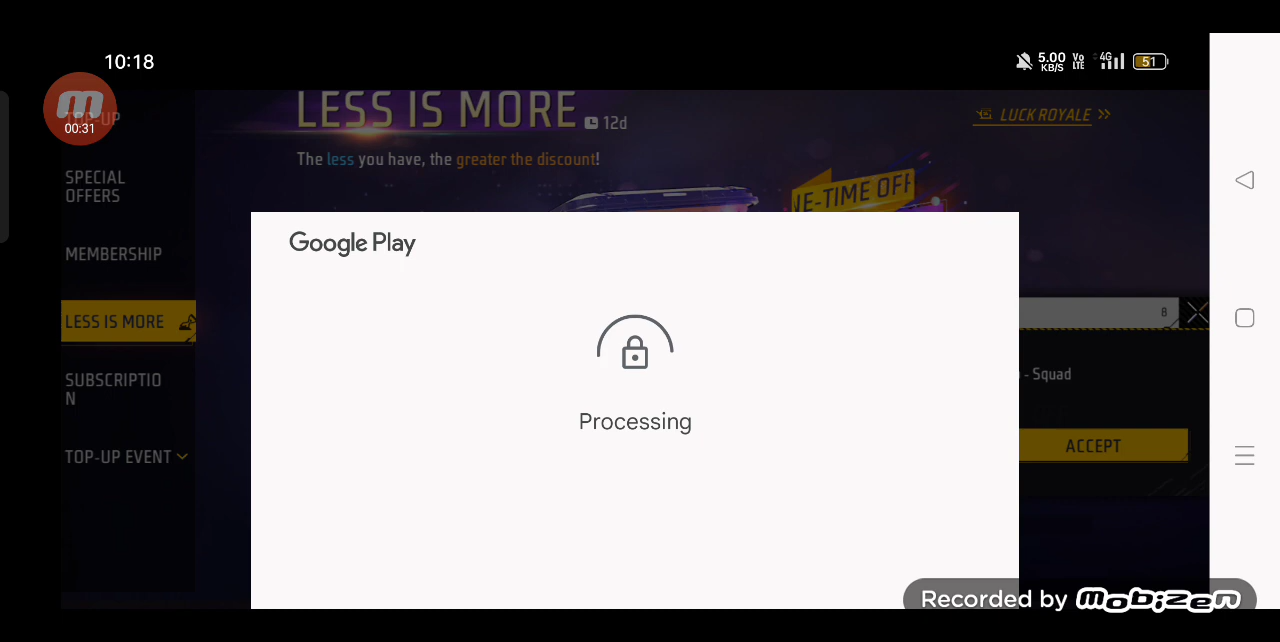 10:18
5.00
KB/S
Vo
LTE
4G
51
00:31
SPECIAL
OFFERS
MEMBERSHIP
LESS IS MORE
SUBSCRIPTIO
N
TOP-UP EVENT
LESS IS MORE
12d
The less you have, the greater the discount!
LUCK ROYALE
Google Play
Processing
8
- Squad
ACCEPT
Recorded by mobizen